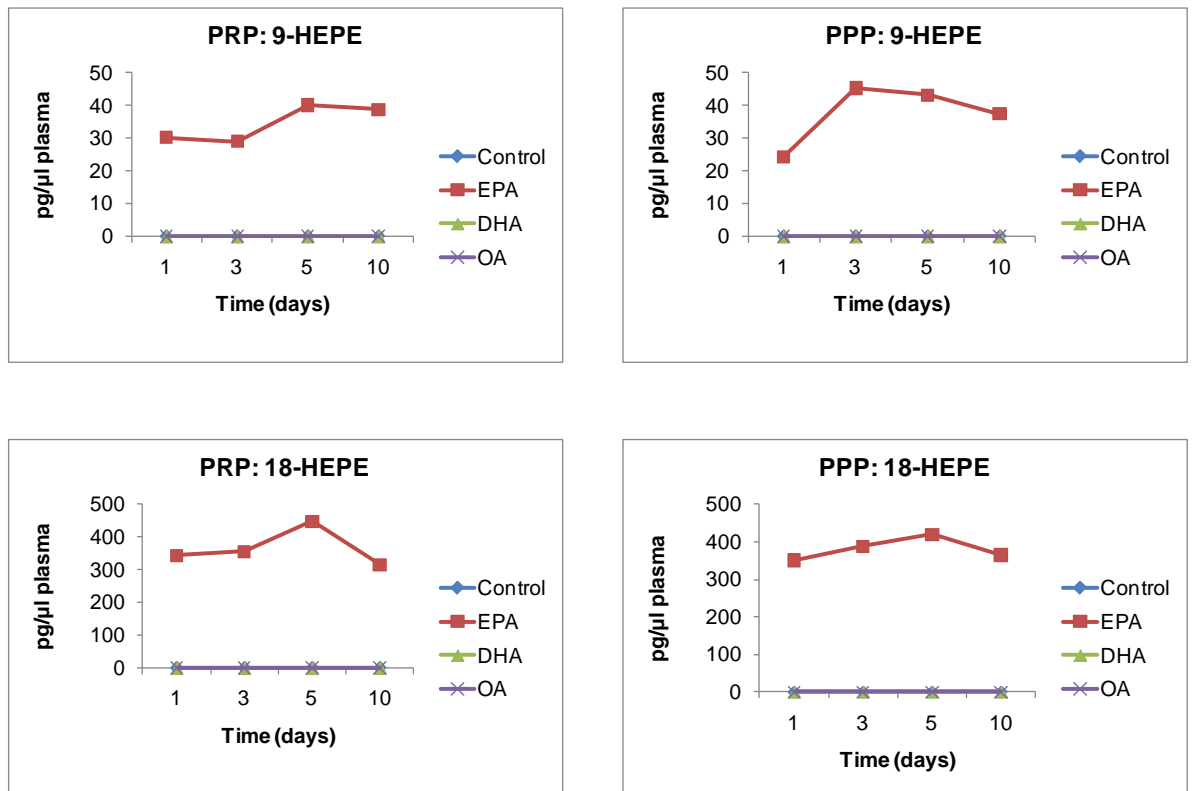 PRP: 9-HEPE
50
40
30
20
10
0
pg/µl plasma
1 3 5 10
Time (days)
Control
EPA
DHA
OA
PPP: 9-HEPE
50
40
30
20
10
0
pg/µl plasma
1 3 5 10
Time (days)
Control
EPA
DHA
OA
PRP: 18-HEPE
500
400
300
200
100
0
pg/µl plasma
1 3 5 10
Time (days)
Control
EPA
DHA
OA
PPP: 18-HEPE
500
400
300
200
100
0
pg/µl plasma
1 3 5 10
Time (days)
Control
EPA
DHA
OA